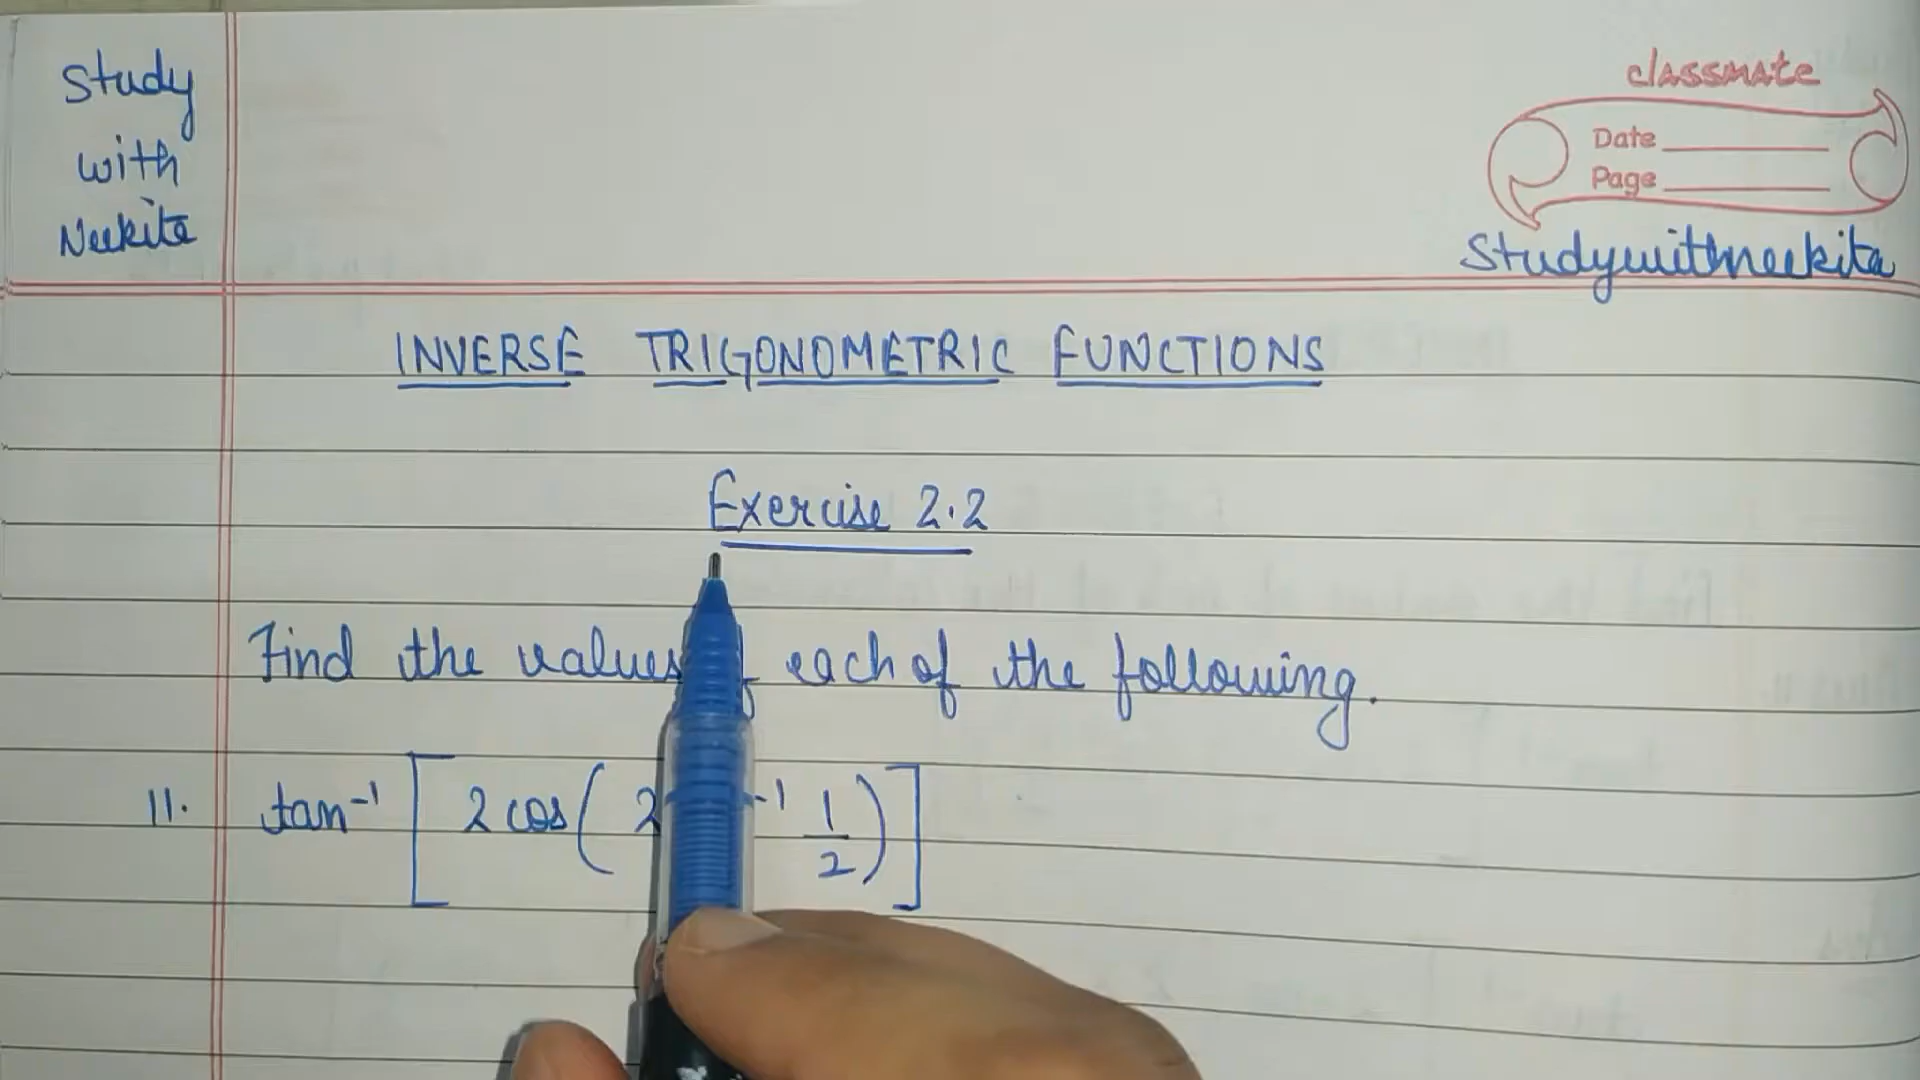 Study
with
Neekita
classmate
Date
Page
Studywithneekita
INVERSE TRIGONOMETRIC FUNCTIONS
Exercise 2.2
Find the values each of the following.
11. tan⁻¹ [ 2 cos ( 2 ⁻¹ 1/2 ) ]